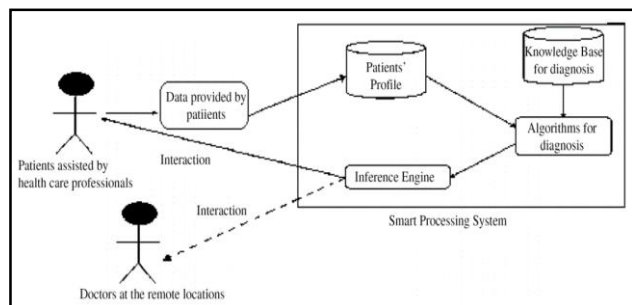 Knowledge Base
for diagnosis
Patients'
Profile
Data provided by
patiients
Algorithms for
diagnosis
Patients assisted by
health care professionals
Interaction
Inference Engine
Interaction
Smart Processing System
Doctors at the remote locations